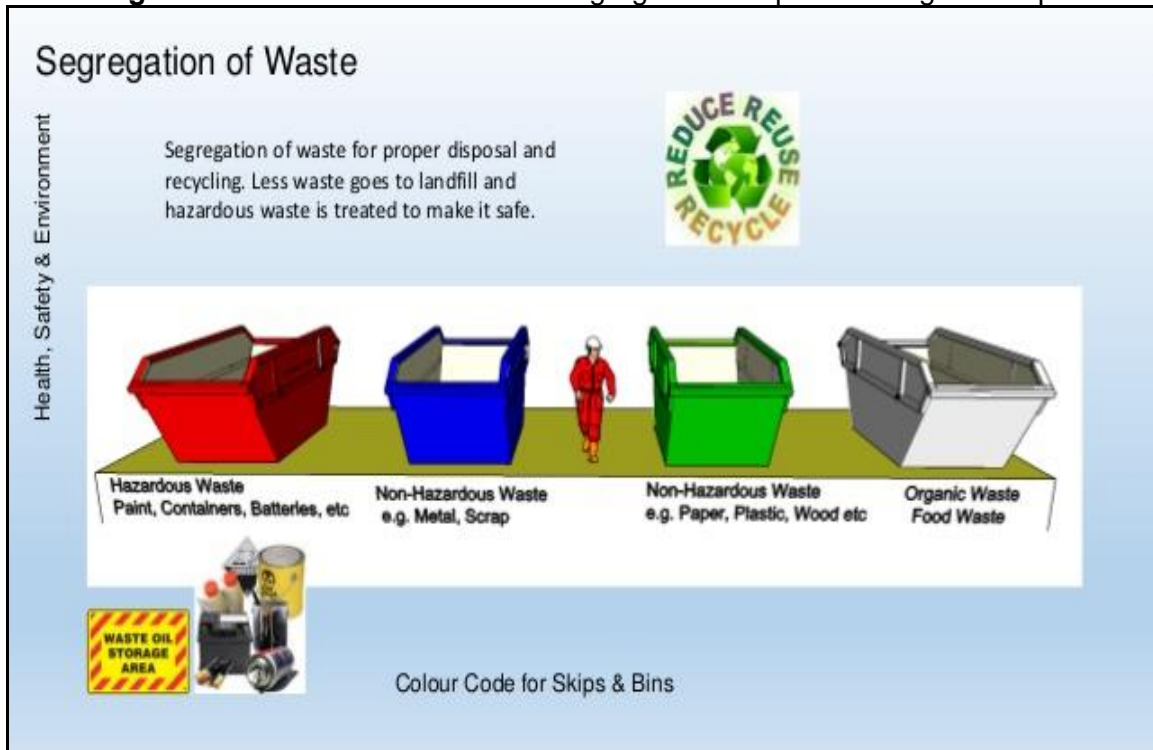 Segregation of Waste
Health, Safety & Environment
Segregation of waste for proper disposal and
recycling. Less waste goes to landfill and
hazardous waste is treated to make it safe.
REDUCE REUSE
RECYCLE
Hazardous Waste
Paint, Containers, Batteries, etc
Non-Hazardous Waste
e.g. Metal, Scrap
Non-Hazardous Waste
e.g. Paper, Plastic, Wood etc
Organic Waste
Food Waste
WASTE OIL
STORAGE
AREA
Colour Code for Skips & Bins